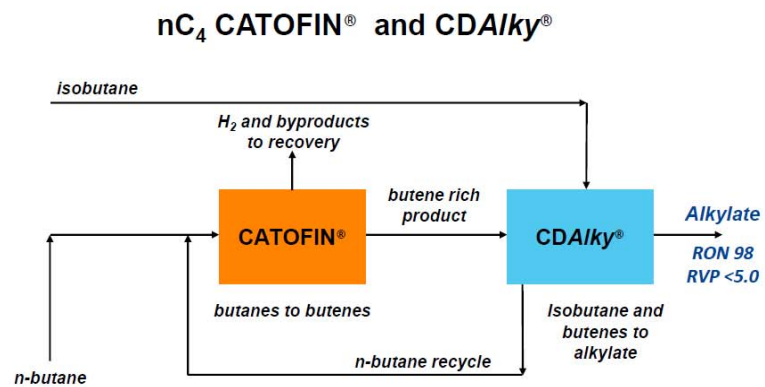 nC₄ CATOFIN® and CDAlky®
isobutane
H₂ and byproducts
to recovery
butene rich
product
CATOFIN®
CDAlky®
Alkylate
RON 98
RVP <5.0
butanes to butenes
Isobutane and
butenes to
alkylate
n-butane recycle
n-butane